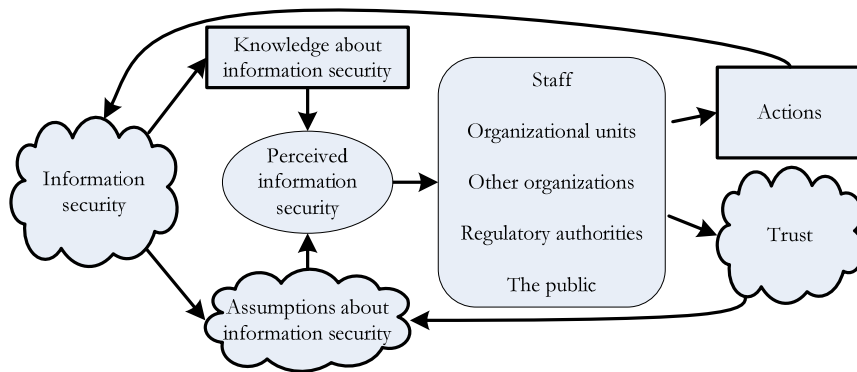 Knowledge about
information security
Staff
Actions
Organizational units
Perceived
information
security
Information
security
Other organizations
Regulatory authorities
Trust
The public
Assumptions about
information security